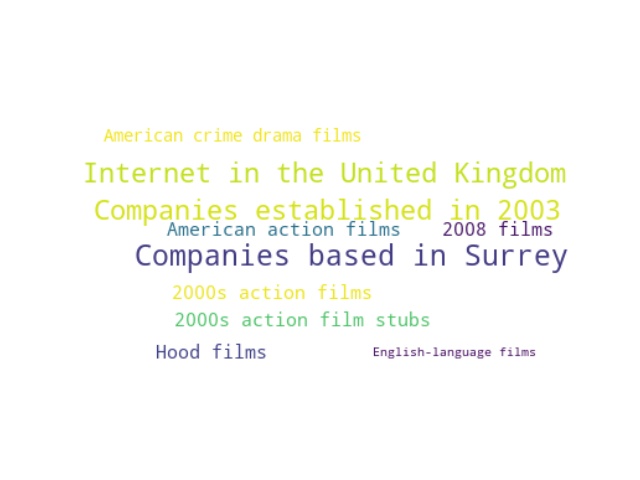 American crime drama films
Internet in the United Kingdom
Companies established in 2003
American action films
2008 films
Companies based in Surrey
2000s action films
2000s action film stubs
Hood films
English-language films